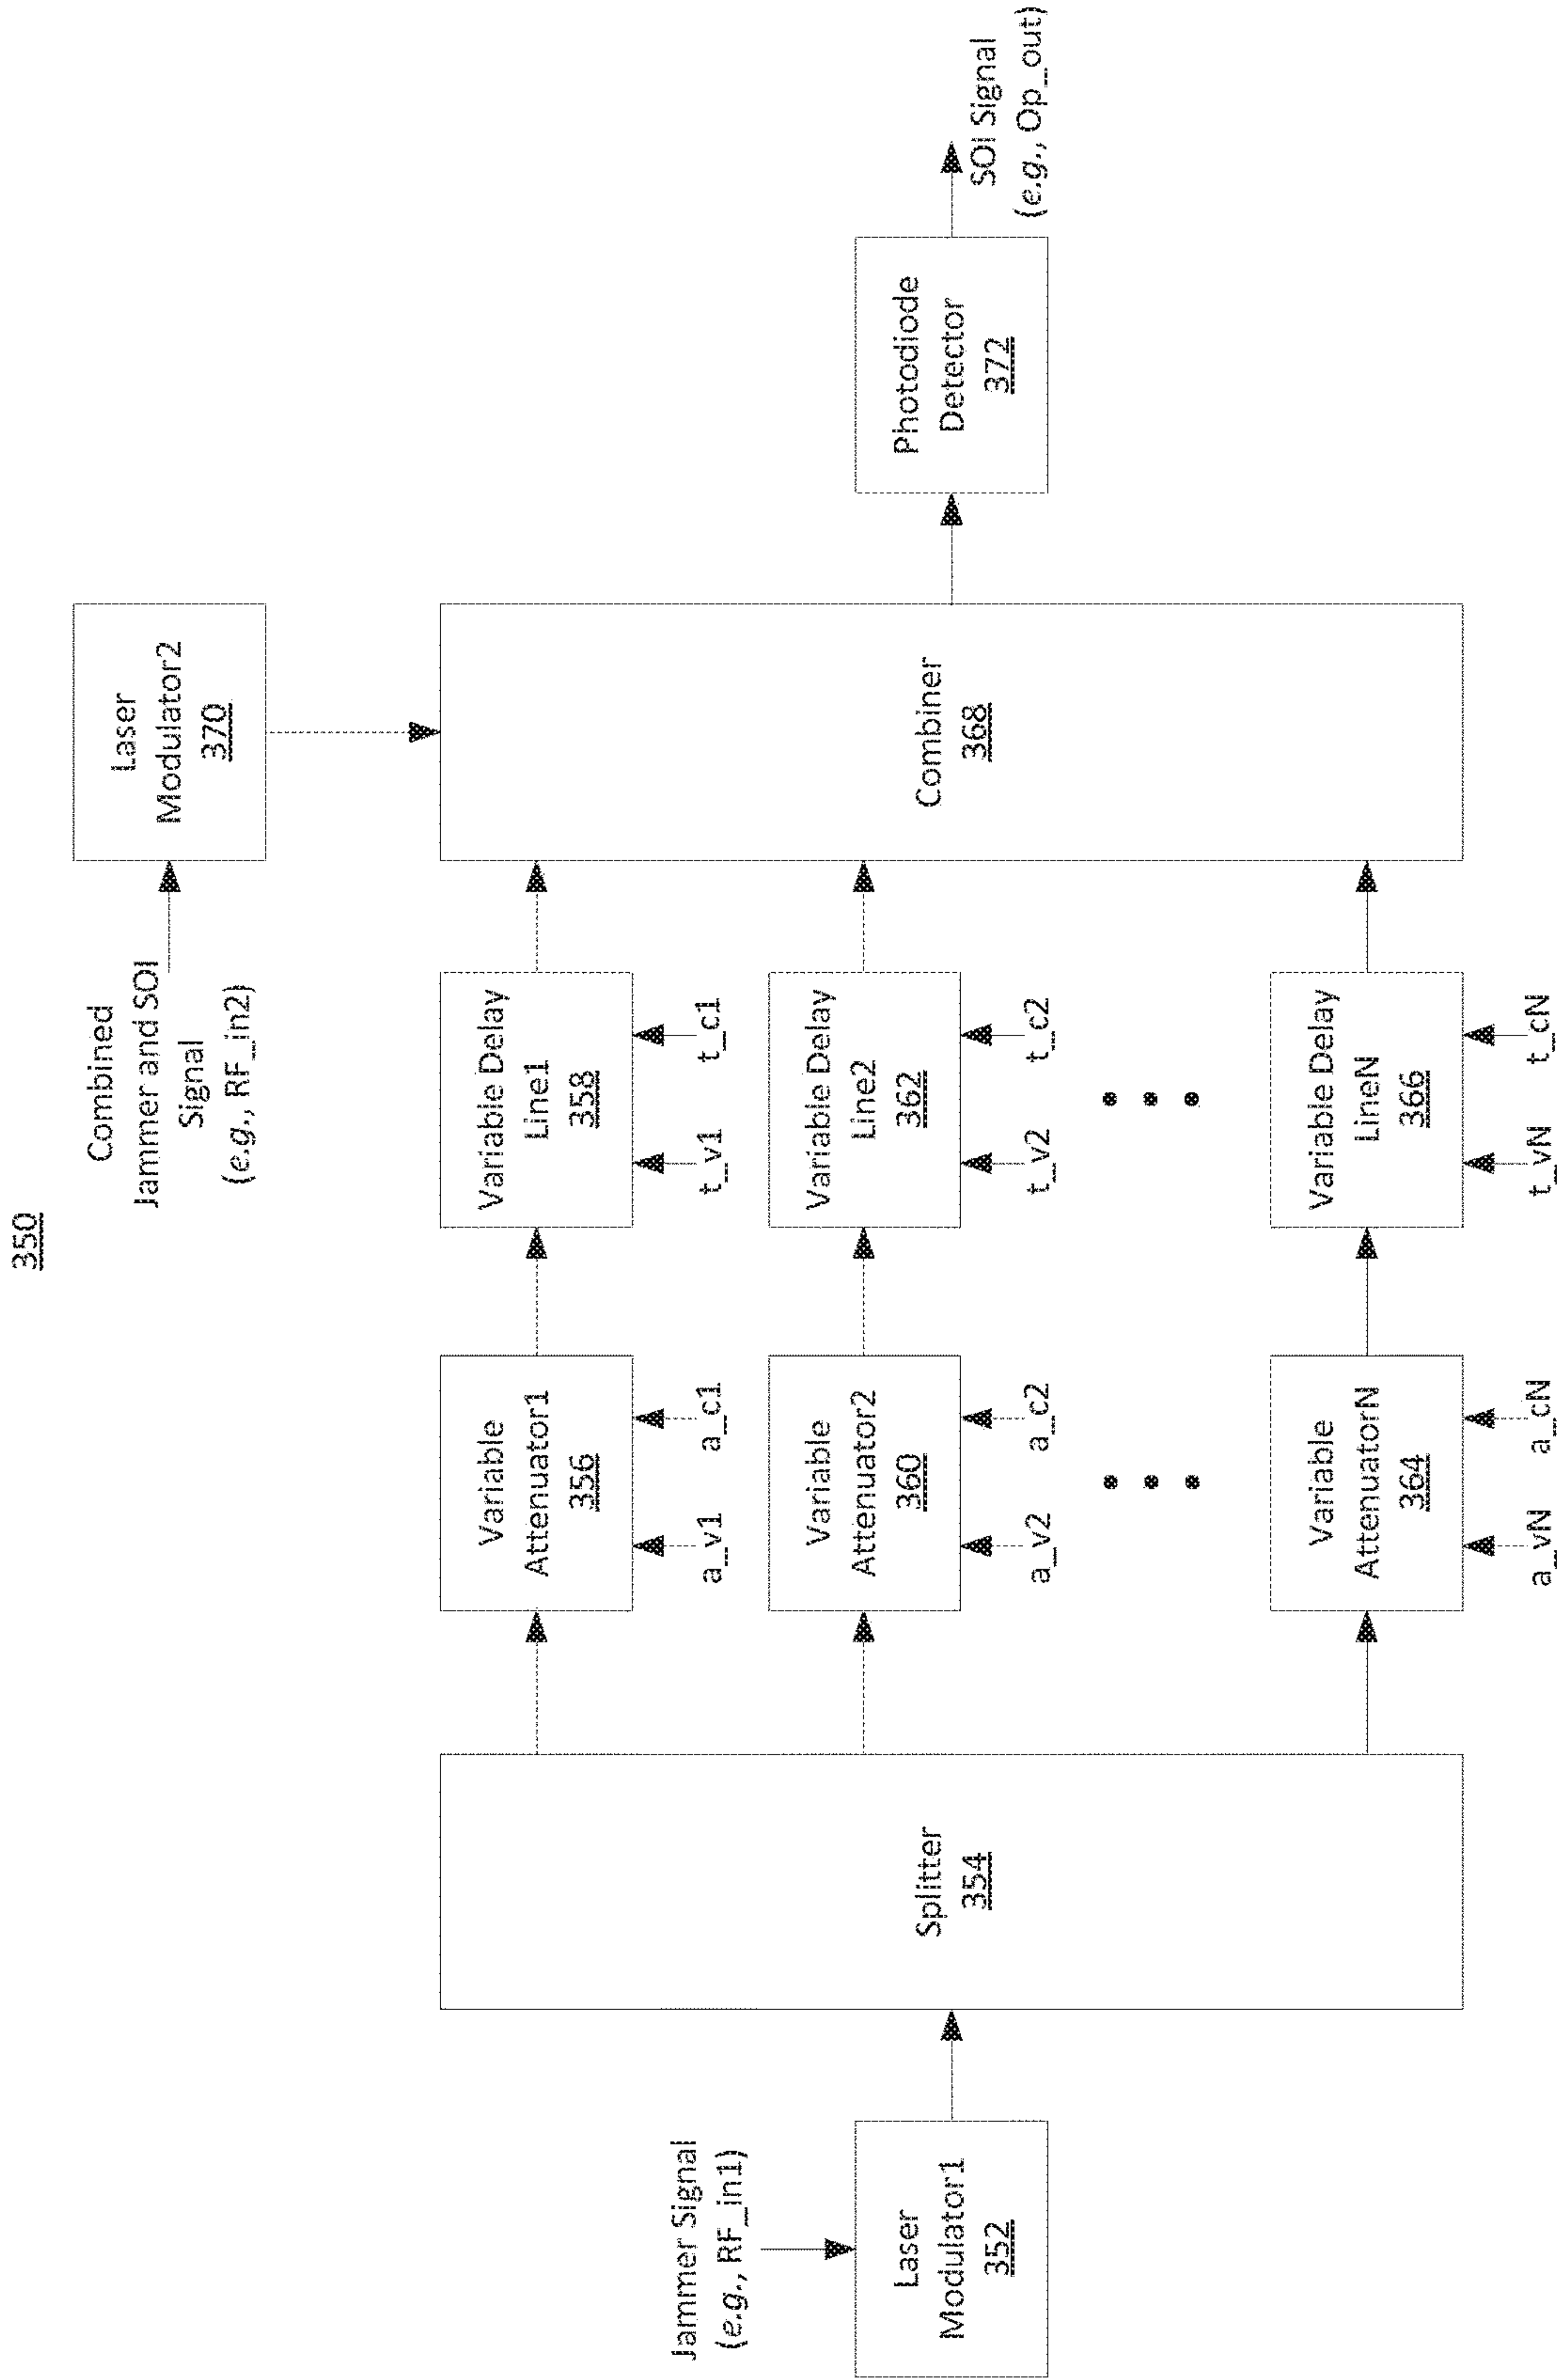 350
Combined
Jammer and SOI
Signal
(e.g., RF_in2)
Laser
Modulator2
370
Jammer Signal
(e.g., RF_in1)
Laser
Modulator1
352
Splitter
354
Variable
Attenuator1
356
a_v1
a_c1
Variable Delay
Line1
358
t_v1
t_c1
Variable
Attenuator2
360
a_v2
a_c2
Variable Delay
Line2
362
t_v2
t_c2
Variable
AttenuatorN
364
a_vN
a_cN
Variable Delay
LineN
366
t_vN
t_cN
Combiner
368
Photodiode
Detector
372
SOI Signal
(e.g., Op_out)